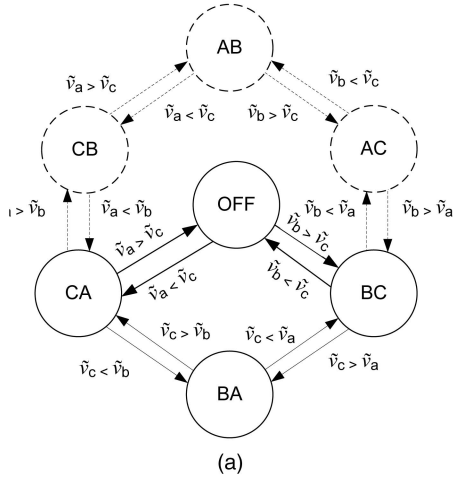 AB
ṽa > ṽc
ṽb < ṽc
ṽa < ṽc
ṽb > ṽc
CB
AC
> ṽb
ṽa < ṽb
ṽb < ṽa
ṽb > ṽa
OFF
ṽa > ṽc
ṽb > ṽc
ṽa < ṽc
ṽb < ṽc
CA
BC
ṽc > ṽb
ṽc < ṽa
ṽc < ṽb
ṽc > ṽa
BA
(a)